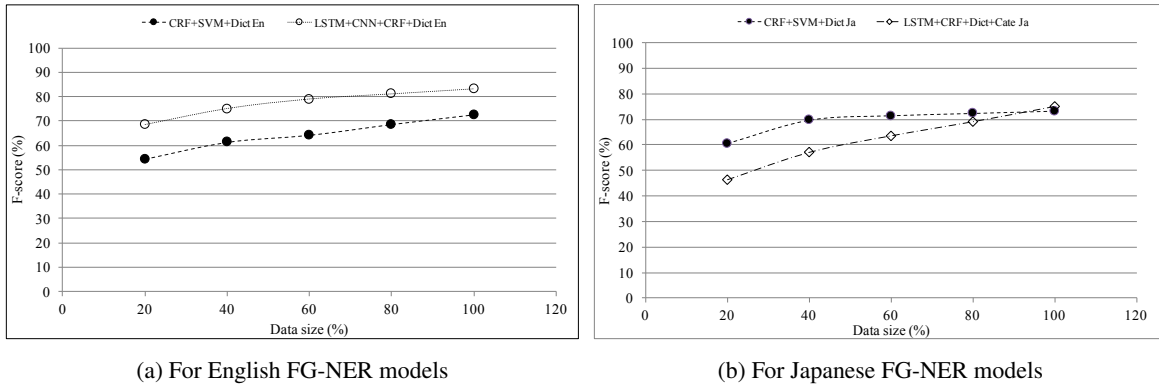 CRF+SVM+Dict En LSTM+CNN+CRF+Dict En
100
90
80
70
60
50
40
30
20
10
0
F-score (%)
0 20 40 60 80 100 120
Data size (%)
(a) For English FG-NER models
CRF+SVM+Dict Ja LSTM+CRF+Dict+Cate Ja
100
90
80
70
60
50
40
30
20
10
0
F-score (%)
0 20 40 60 80 100 120
Data size (%)
(b) For Japanese FG-NER models